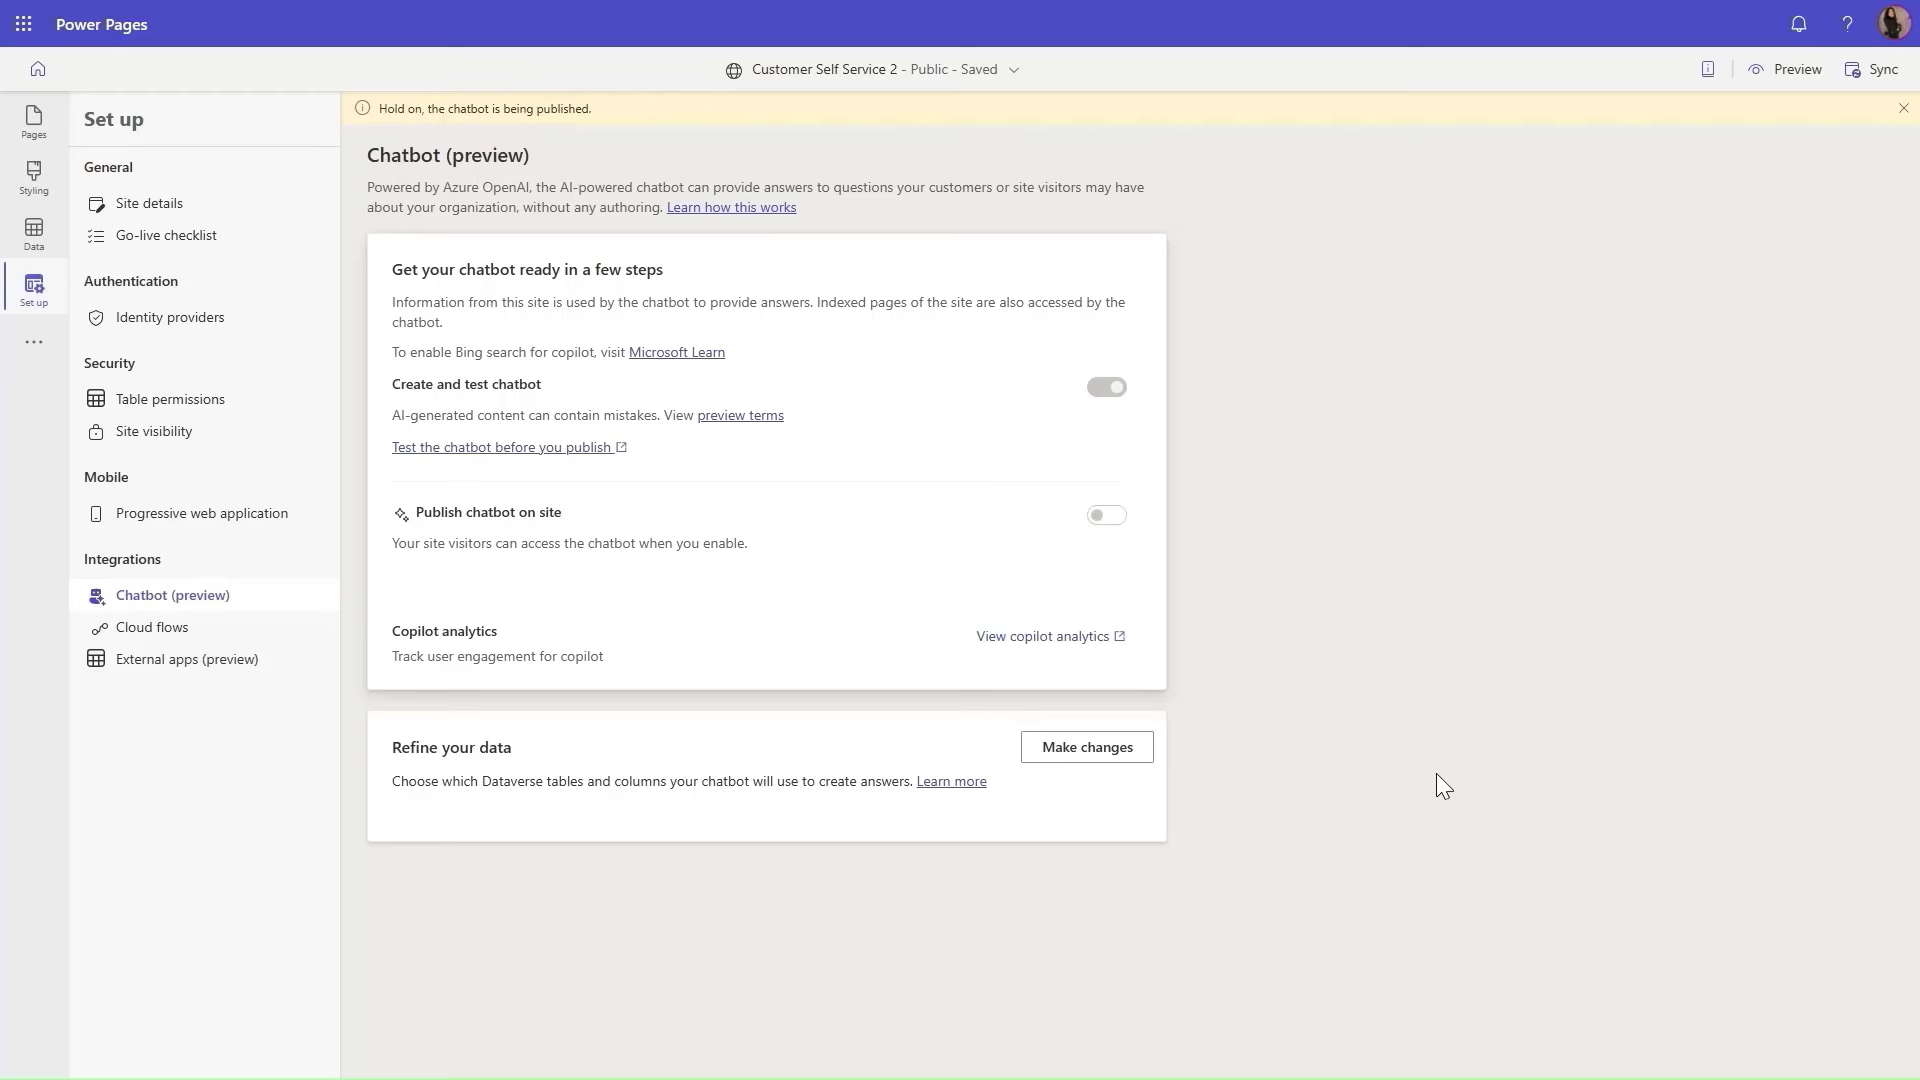 Power Pages
Customer Self Service 2 - Public - Saved
Preview
Sync
Pages
Styling
Data
Set up
Set up
General
Site details
Go-live checklist
Authentication
Identity providers
Security
Table permissions
Site visibility
Mobile
Progressive web application
Integrations
Chatbot (preview)
Cloud flows
External apps (preview)
Hold on, the chatbot is being published.
Chatbot (preview)
Powered by Azure OpenAI, the AI-powered chatbot can provide answers to questions your customers or site visitors may have
about your organization, without any authoring. Learn how this works
Get your chatbot ready in a few steps
Information from this site is used by the chatbot to provide answers. Indexed pages of the site are also accessed by the
chatbot.
To enable Bing search for copilot, visit Microsoft Learn
Create and test chatbot
AI-generated content can contain mistakes. View preview terms
Test the chatbot before you publish
Publish chatbot on site
Your site visitors can access the chatbot when you enable.
Copilot analytics
View copilot analytics
Track user engagement for copilot
Refine your data
Make changes
Choose which Dataverse tables and columns your chatbot will use to create answers. Learn more